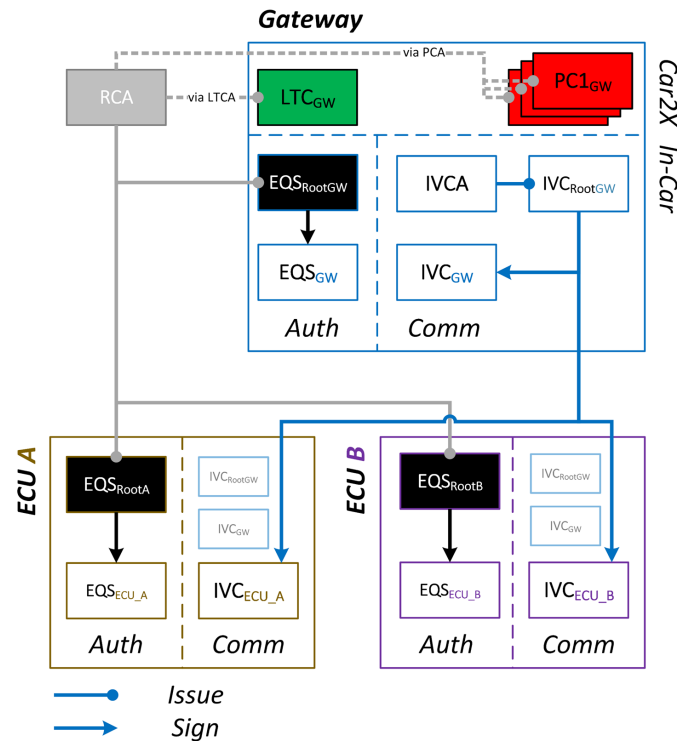 Gateway
via PCA
RCA
via LTCA
LTCGW
PC1GW
Car2X
In-Car
EQSRootGW
IVCA
IVCRootGW
EQSGW
IVCGW
Auth
Comm
ECU A
EQSRootA
IVCRootGW
IVCGW
EQSECU_A
IVCECU_A
Auth
Comm
ECU B
EQSRootB
IVCRootGW
IVCGW
EQSECU_B
IVCECU_B
Auth
Comm
Issue
Sign